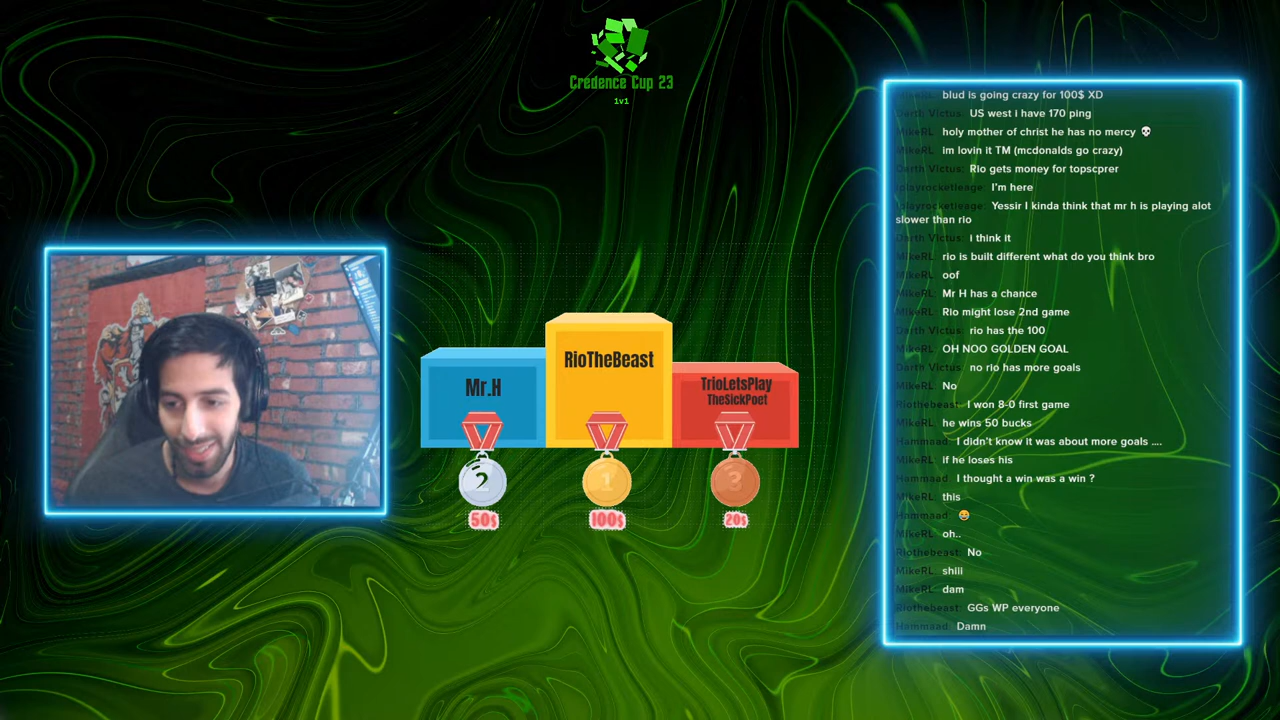 Credence Cup 23
1v1
MikeRL: blud is going crazy for 100$ XD
Darth Victus: US west i have 170 ping
MikeRL: holy mother of christ he has no mercy 💀
MikeRL: im lovin it TM (mcdonalds go crazy)
Darth Victus: Rio gets money for topscprer
iplayrocketleage: I'm here
iplayrocketleage: Yessir I kinda think that mr h is playing alot
slower than rio
Darth Victus: i think it
MikeRL: rio is built different what do you think bro
MikeRL: oof
MikeRL: Mr H has a chance
MikeRL: Rio might lose 2nd game
Darth Victus: rio has the 100
MikeRL: OH NOO GOLDEN GOAL
Darth Victus: no rio has more goals
MikeRL: No
Riothebeast: I won 8-0 first game
MikeRL: he wins 50 bucks
Hammaad: I didn't know it was about more goals ....
MikeRL: if he loses his
Hammaad: I thought a win was a win ?
MikeRL: this
Hammaad: 😄
MikeRL: oh..
Riothebeast: No
MikeRL: shiii
MikeRL: dam
Riothebeast: GGs WP everyone
Hammaad: Damn
RioTheBeast
Mr.H
TrioLetsPlay
TheSickPoet
2
1
3
50$
100$
20$